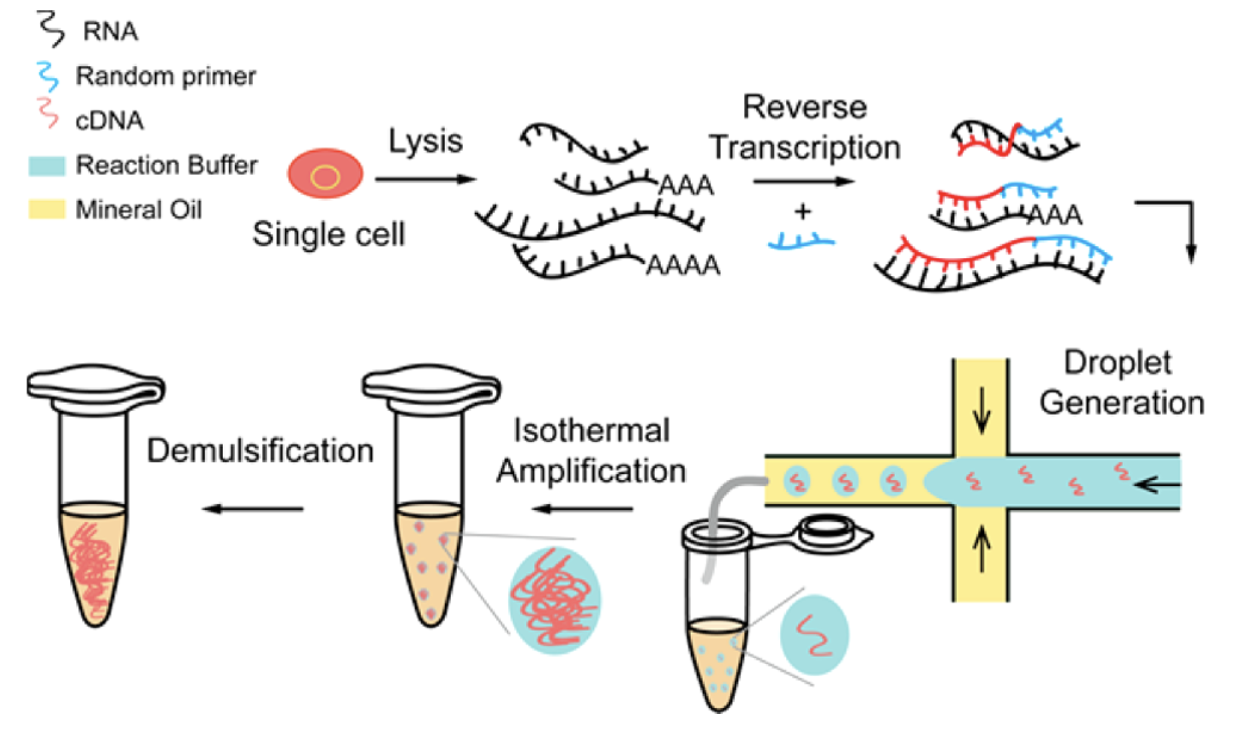 RNA
Random primer
cDNA
Reaction Buffer
Mineral Oil
Single cell
Lysis
AAA
AAAA
Reverse
Transcription
+
AAA
Droplet
Generation
Isothermal
Amplification
Demulsification